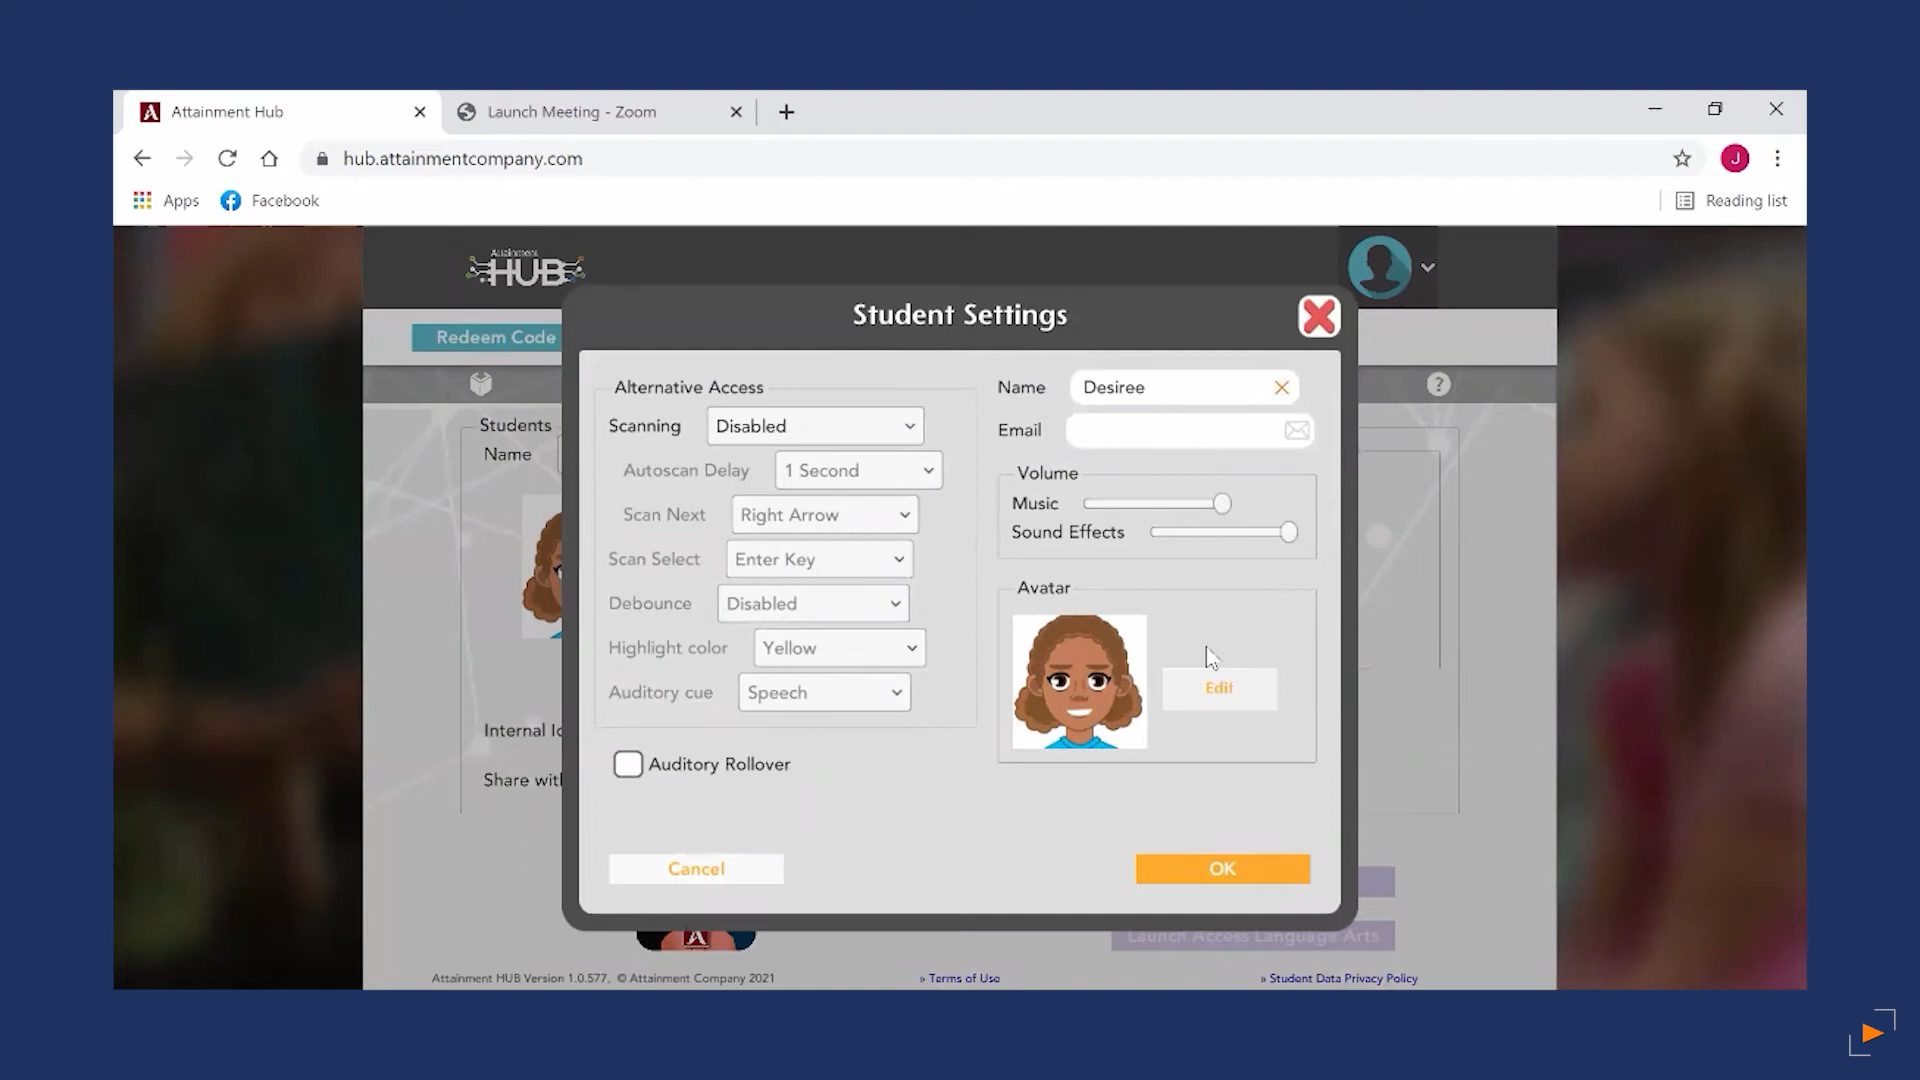 Attainment Hub
Launch Meeting - Zoom
hub.attainmentcompany.com
J
Apps
Facebook
Reading list
Attainment
HUB
Student Settings
Redeem Code
?
Students
Name
Alternative Access
Scanning
Disabled
Autoscan Delay
1 Second
Scan Next
Right Arrow
Scan Select
Enter Key
Debounce
Disabled
Highlight color
Yellow
Auditory cue
Speech
Auditory Rollover
Name
Desiree
Email
Volume
Music
Sound Effects
Avatar
Edit
Internal
Share
Cancel
OK
Launch Access Language Arts
Attainment HUB Version 1.0.577, © Attainment Company 2021
» Terms of Use
» Student Data Privacy Policy